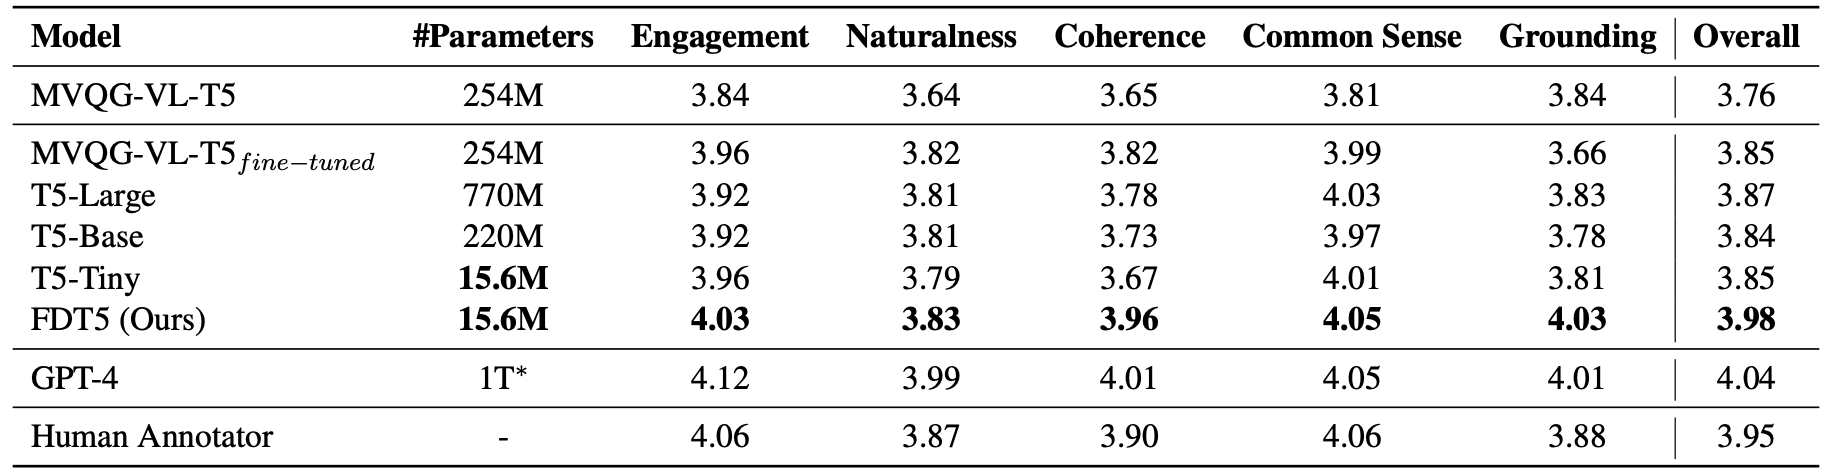 Model #Parameters Engagement Naturalness Coherence Common Sense Grounding Overall
MVQG-VL-T5 254M 3.84 3.64 3.65 3.81 3.84 3.76
MVQG-VL-T5fine−tuned 254M 3.96 3.82 3.82 3.99 3.66 3.85
T5-Large 770M 3.92 3.81 3.78 4.03 3.83 3.87
T5-Base 220M 3.92 3.81 3.73 3.97 3.78 3.84
T5-Tiny 15.6M 3.96 3.79 3.67 4.01 3.81 3.85
FDT5 (Ours) 15.6M 4.03 3.83 3.96 4.05 4.03 3.98
GPT-4 1T* 4.12 3.99 4.01 4.05 4.01 4.04
Human Annotator - 4.06 3.87 3.90 4.06 3.88 3.95